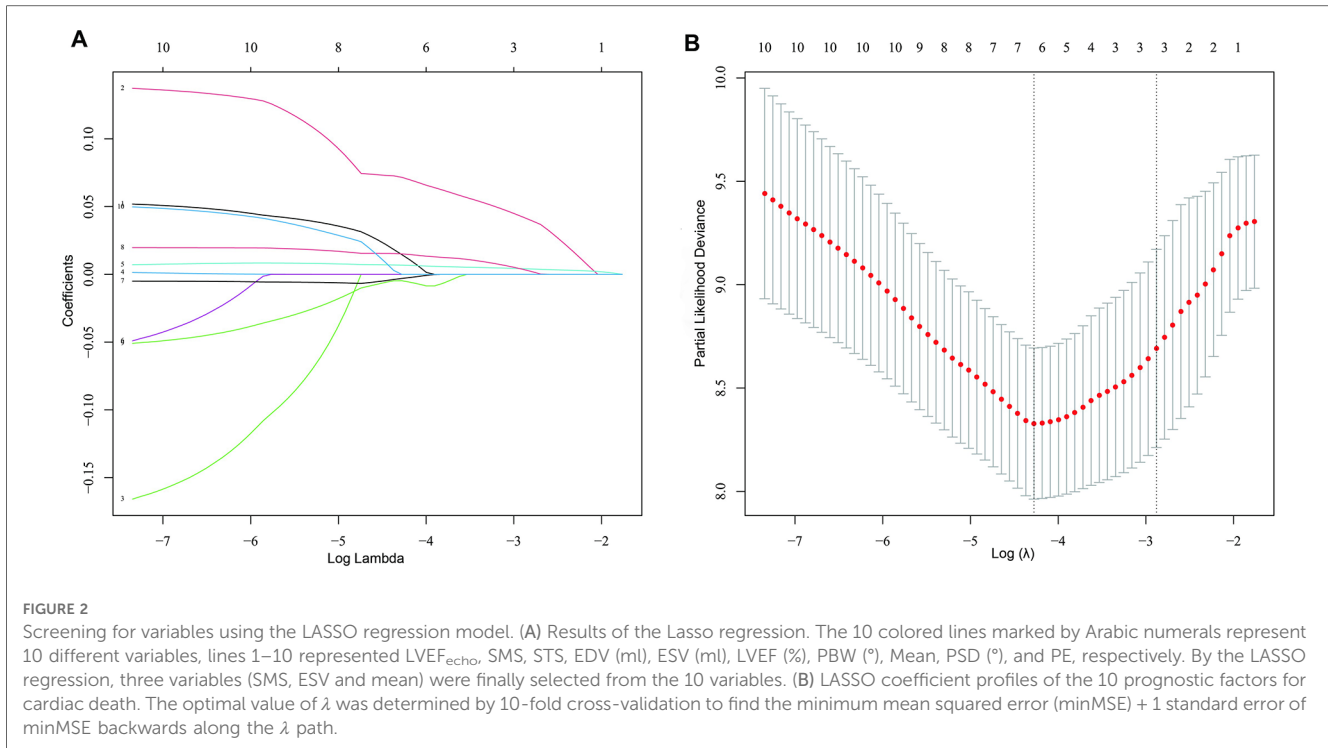 A
10 10 8 6 3 1
Coefficients
0.10
0.05
0.00
−0.05
−0.10
−0.15
2
10
8
5
4
7
3
−7 −6 −5 −4 −3 −2
Log Lambda
B
10 10 10 10 10 10 9 8 8 7 7 6 5 4 3 3 3 2 2 1
Partial Likelihood Deviance
10.0
9.5
9.0
8.5
8.0
−7 −6 −5 −4 −3 −2
Log (λ)
FIGURE 2
Screening for variables using the LASSO regression model. (A) Results of the Lasso regression. The 10 colored lines marked by Arabic numerals represent
10 different variables, lines 1–10 represented LVEFecho, SMS, STS, EDV (ml), ESV (ml), LVEF (%), PBW (°), Mean, PSD (°), and PE, respectively. By the LASSO
regression, three variables (SMS, ESV and mean) were finally selected from the 10 variables. (B) LASSO coefficient profiles of the 10 prognostic factors for
cardiac death. The optimal value of λ was determined by 10-fold cross-validation to find the minimum mean squared error (minMSE) + 1 standard error of
minMSE backwards along the λ path.